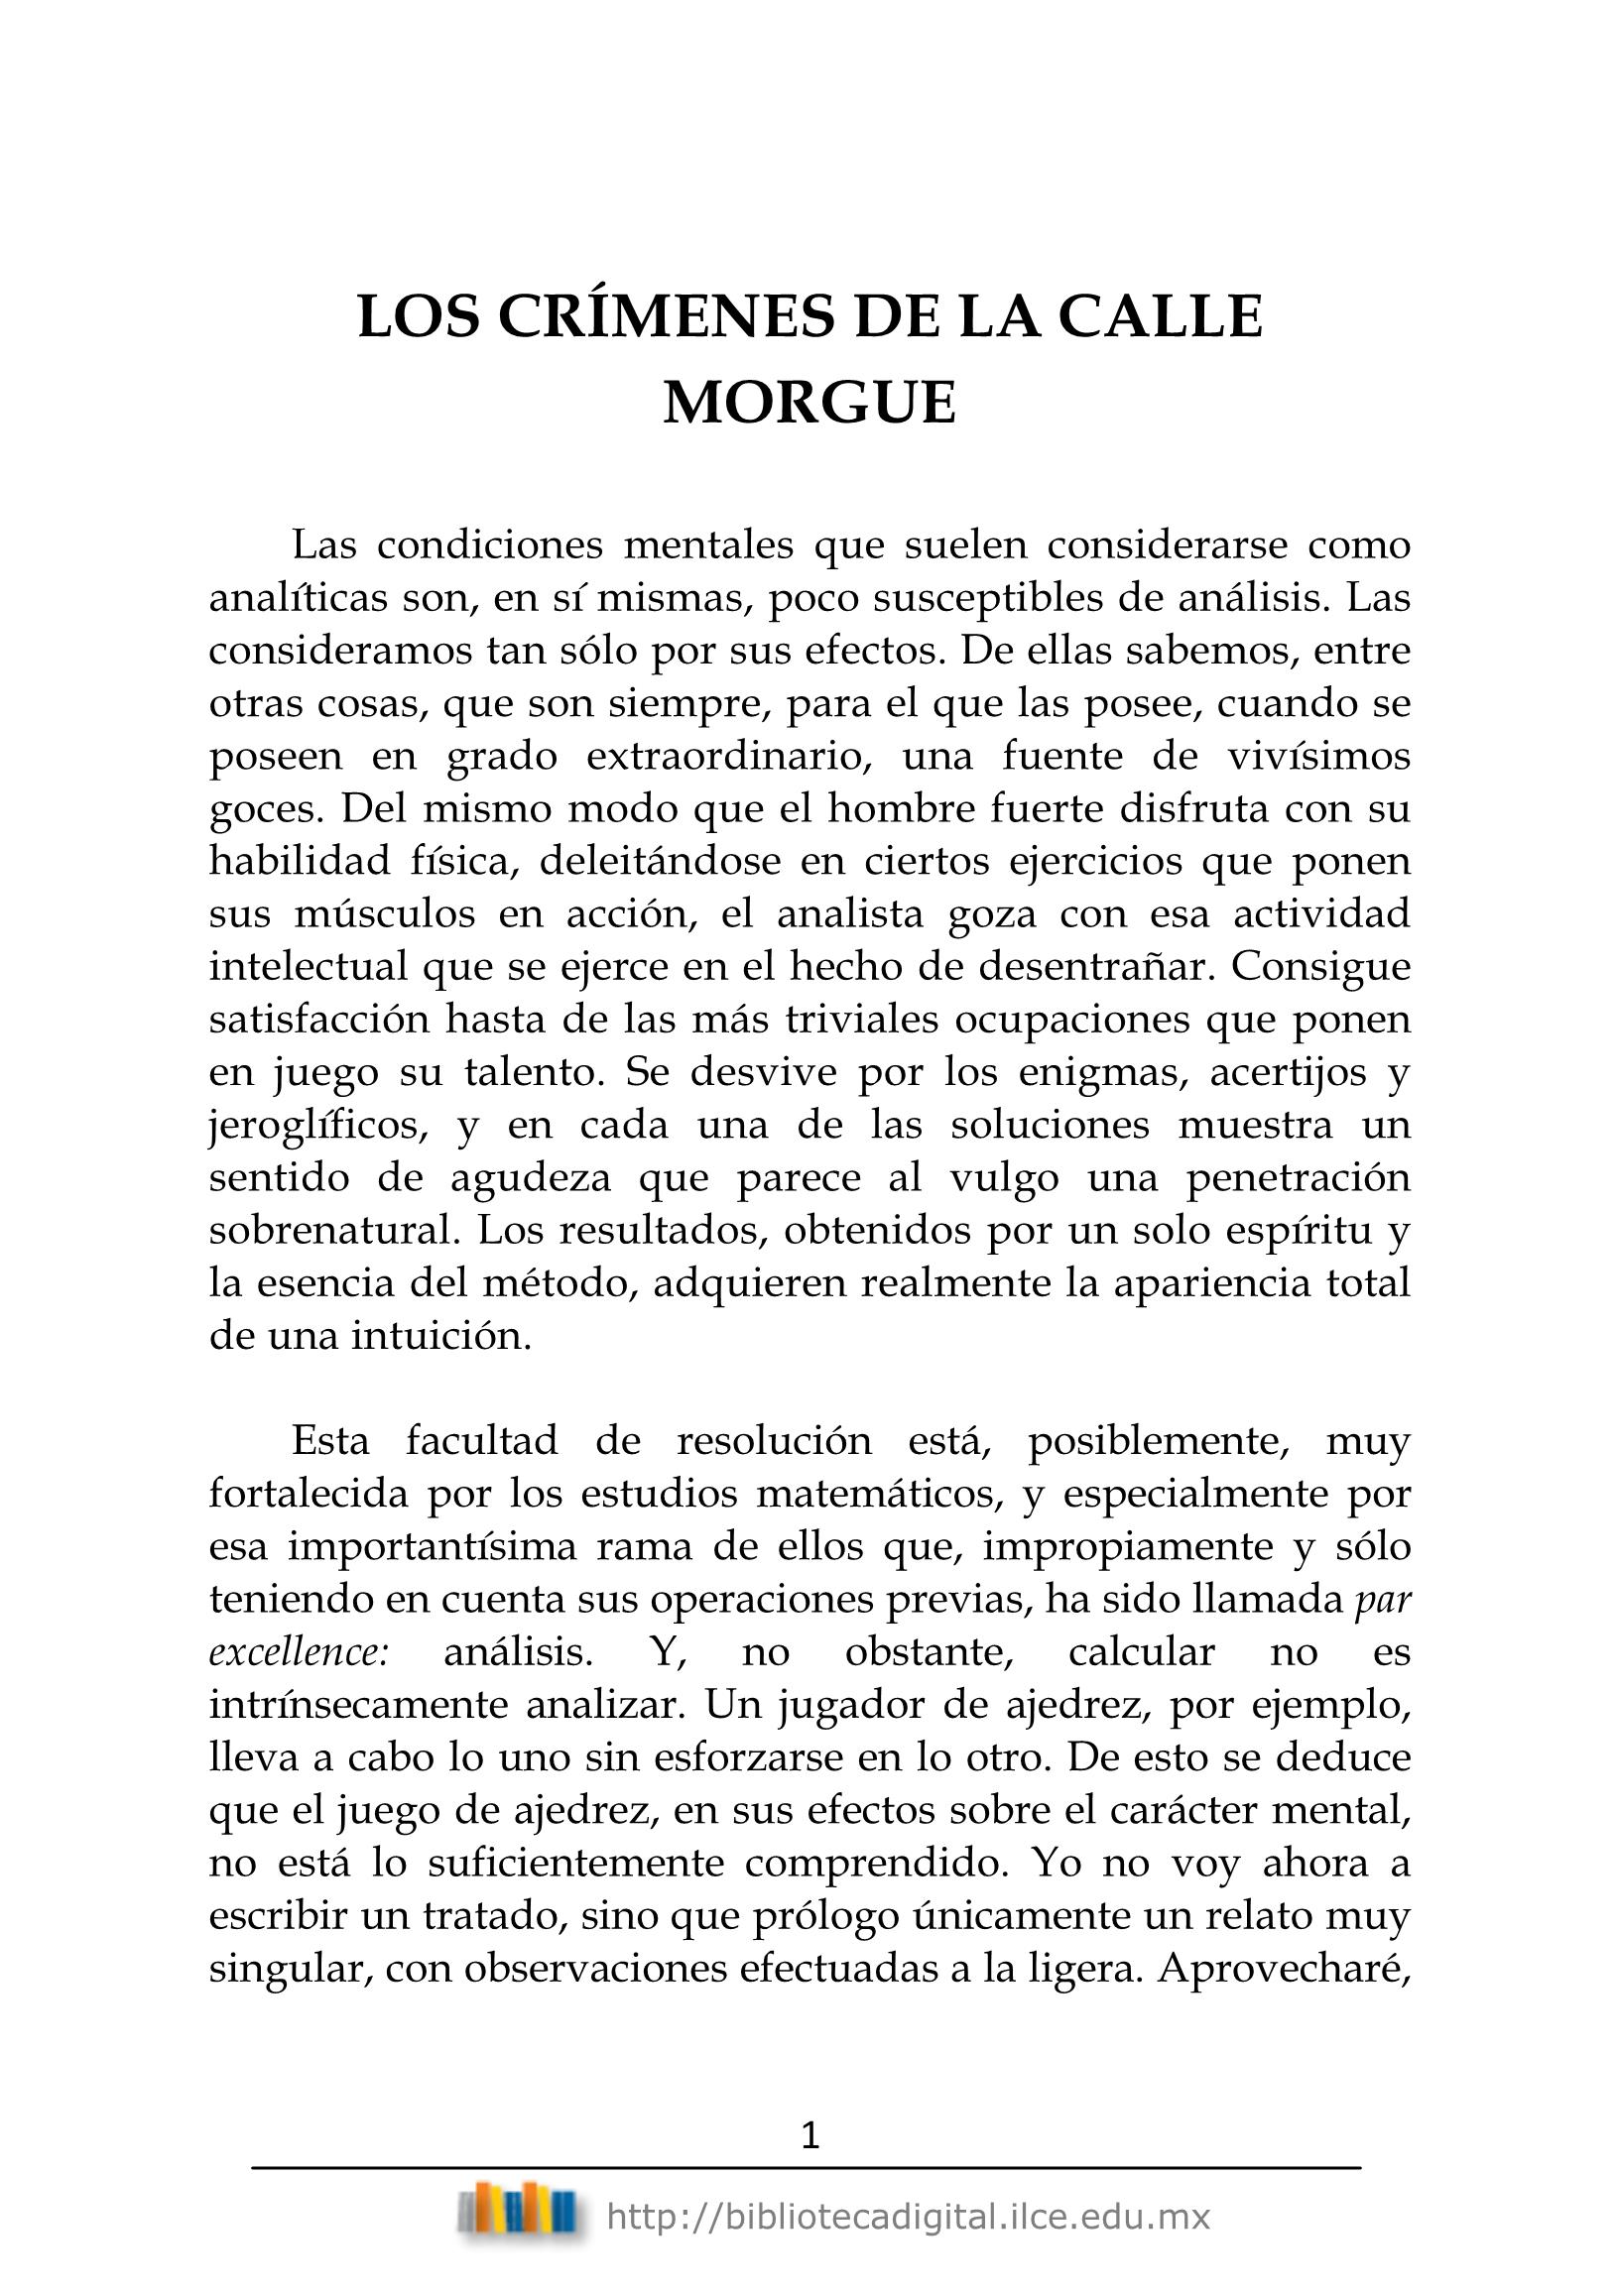 LOS CRÍMENES DE LA CALLE
MORGUE
Las condiciones mentales que suelen considerarse como
analíticas son, en sí mismas, poco susceptibles de análisis. Las
consideramos tan sólo por sus efectos. De ellas sabemos, entre
otras cosas, que son siempre, para el que las posee, cuando se
poseen en grado extraordinario, una fuente de vivísimos
goces. Del mismo modo que el hombre fuerte disfruta con su
habilidad física, deleitándose en ciertos ejercicios que ponen
sus músculos en acción, el analista goza con esa actividad
intelectual que se ejerce en el hecho de desentrañar. Consigue
satisfacción hasta de las más triviales ocupaciones que ponen
en juego su talento. Se desvive por los enigmas, acertijos y
jeroglíficos, y en cada una de las soluciones muestra un
sentido de agudeza que parece al vulgo una penetración
sobrenatural. Los resultados, obtenidos por un solo espíritu y
la esencia del método, adquieren realmente la apariencia total
de una intuición.
Esta facultad de resolución está, posiblemente, muy
fortalecida por los estudios matemáticos, y especialmente por
esa importantísima rama de ellos que, impropiamente y sólo
teniendo en cuenta sus operaciones previas, ha sido llamada par
excellence: análisis. Y, no obstante, calcular no es
intrínsecamente analizar. Un jugador de ajedrez, por ejemplo,
lleva a cabo lo uno sin esforzarse en lo otro. De esto se deduce
que el juego de ajedrez, en sus efectos sobre el carácter mental,
no está lo suficientemente comprendido. Yo no voy ahora a
escribir un tratado, sino que prólogo únicamente un relato muy
singular, con observaciones efectuadas a la ligera. Aprovecharé,
1
http://bibliotecadigital.ilce.edu.mx